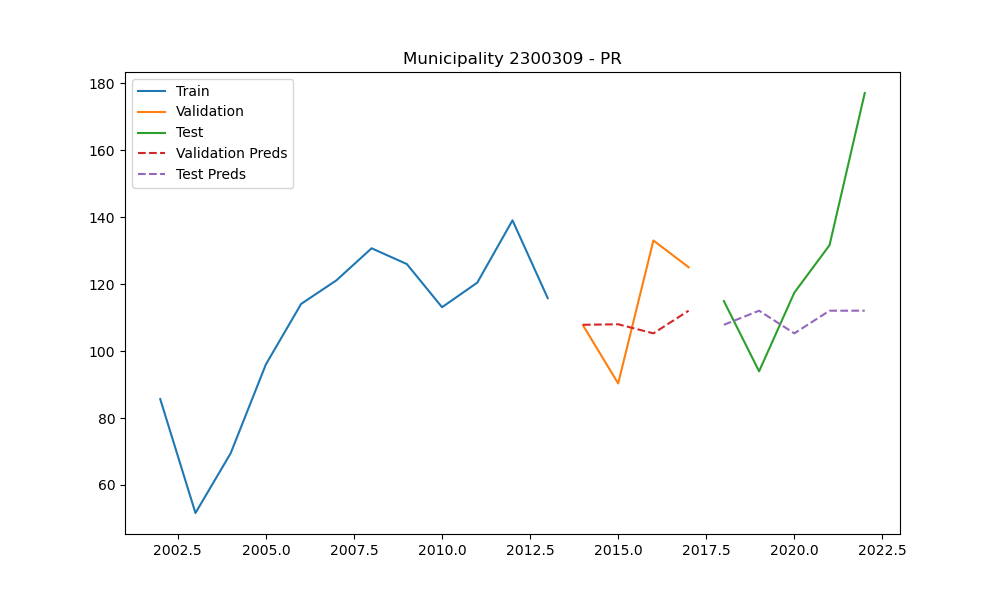 Municipality 2300309 - PR
Train
Validation
Test
Validation Preds
Test Preds
180
160
140
120
100
80
60
2002.5 2005.0 2007.5 2010.0 2012.5 2015.0 2017.5 2020.0 2022.5